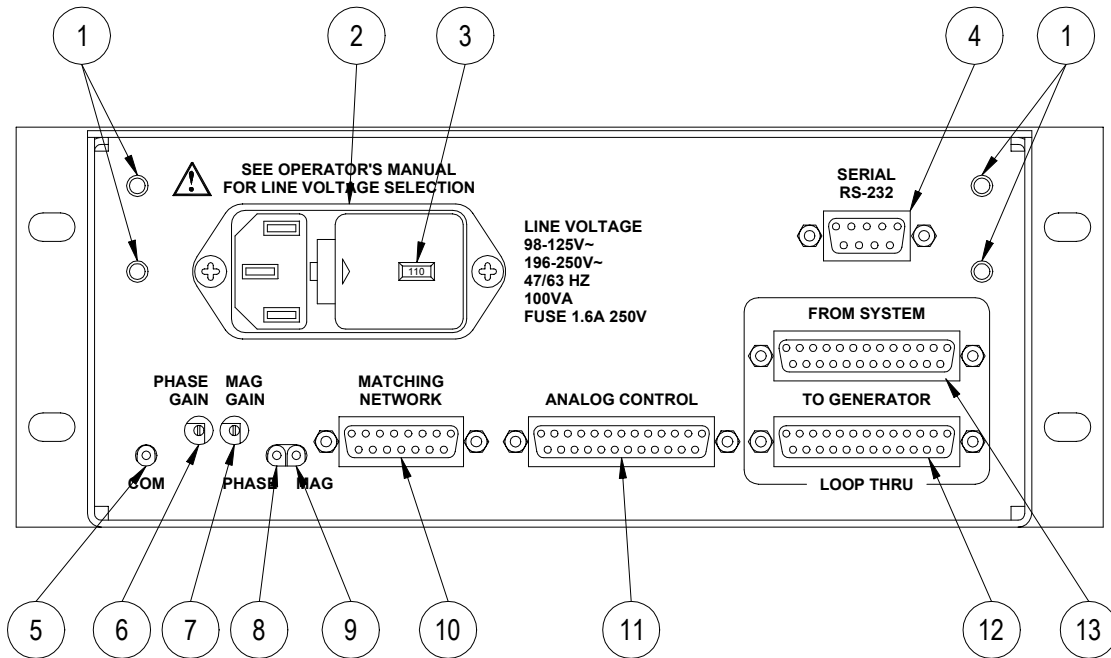 1
2
3
4
1
SEE OPERATOR'S MANUAL
FOR LINE VOLTAGE SELECTION
SERIAL
RS-232
LINE VOLTAGE
98-125V~
196-250V~
47/63 HZ
100VA
FUSE 1.6A 250V
110
FROM SYSTEM
PHASE
GAIN
MAG
GAIN
MATCHING
NETWORK
ANALOG CONTROL
TO GENERATOR
COM
PHASE
MAG
LOOP THRU
5
6
7
8
9
10
11
12
13